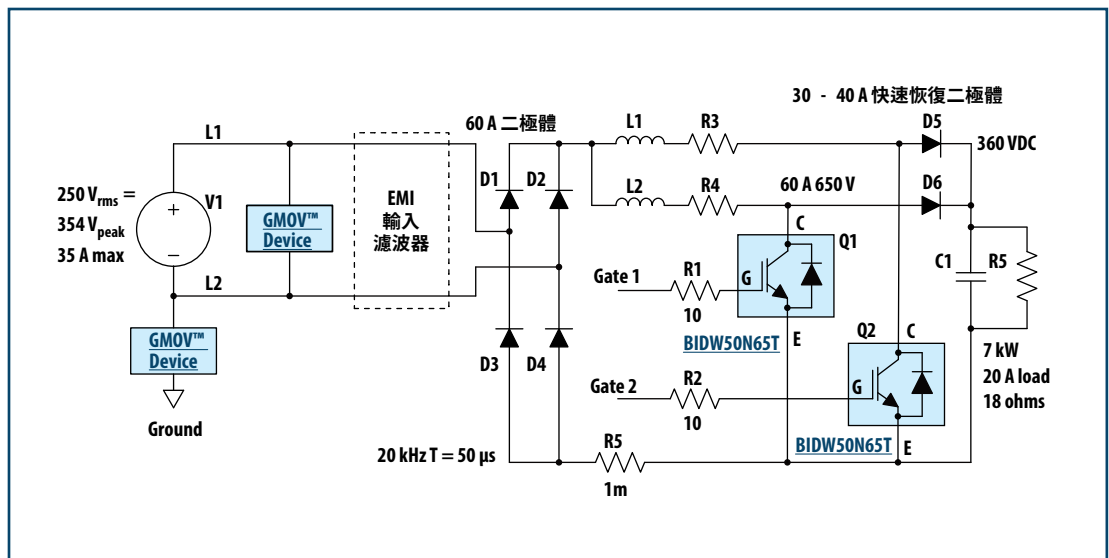 30 - 40 A 快速恢復二極體
60 A 二極體
L1
L1
R3
D5
360 VDC
D1
D2
L2
R4
60 A 650 V
D6
250 Vrms =
354 Vpeak
35 A max
V1
+
−
GMOV™
Device
EMI
輸入
濾波器
C
Q1
C1
R5
Gate 1
R1
10
G
L2
BIDW50N65T
E
Q2
C
GMOV™
Device
D3
D4
Gate 2
R2
10
G
7 kW
20 A load
18 ohms
Ground
BIDW50N65T
E
20 kHz T = 50 μs
R5
1m